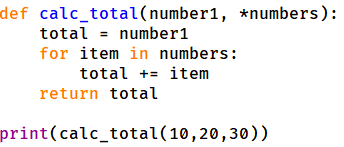 def calc_total(number1, *numbers):
    total = number1
    for item in numbers:
        total += item
    return total

print(calc_total(10,20,30))